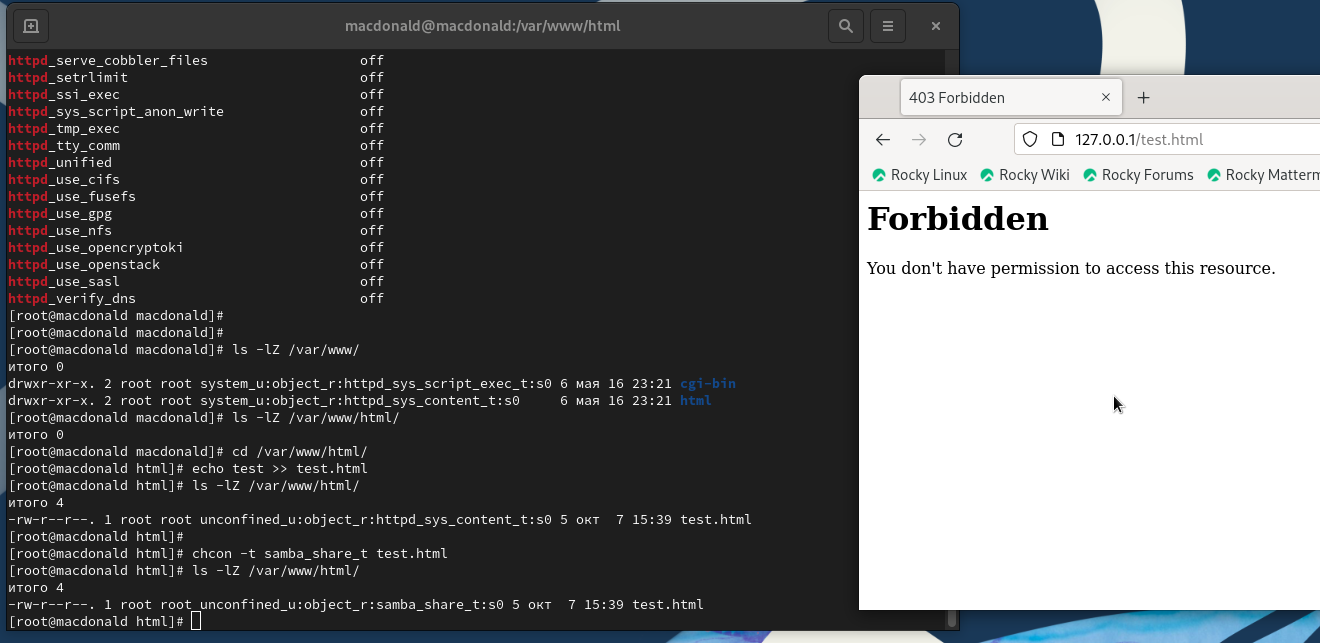 macdonald@macdonald:/var/www/html
httpd_serve_cobbler_files off
httpd_setrlimit off
httpd_ssi_exec off
httpd_sys_script_anon_write off
httpd_tmp_exec off
httpd_tty_comm off
httpd_unified off
httpd_use_cifs off
httpd_use_fusefs off
httpd_use_gpg off
httpd_use_nfs off
httpd_use_opencryptoki off
httpd_use_openstack off
httpd_use_sasl off
httpd_verify_dns off
[root@macdonald macdonald]#
[root@macdonald macdonald]#
[root@macdonald macdonald]# ls -lZ /var/www/
итого 0
drwxr-xr-x. 2 root root system_u:object_r:httpd_sys_script_exec_t:s0 6 мая 16 23:21 cgi-bin
drwxr-xr-x. 2 root root system_u:object_r:httpd_sys_content_t:s0 6 мая 16 23:21 html
[root@macdonald macdonald]# ls -lZ /var/www/html/
итого 0
[root@macdonald macdonald]# cd /var/www/html/
[root@macdonald html]# echo test >> test.html
[root@macdonald html]# ls -lZ /var/www/html/
итого 4
-rw-r--r--. 1 root root unconfined_u:object_r:httpd_sys_content_t:s0 5 окт 7 15:39 test.html
[root@macdonald html]#
[root@macdonald html]# chcon -t samba_share_t test.html
[root@macdonald html]# ls -lZ /var/www/html/
итого 4
-rw-r--r--. 1 root root unconfined_u:object_r:samba_share_t:s0 5 окт 7 15:39 test.html
[root@macdonald html]#
403 Forbidden
127.0.0.1/test.html
Rocky Linux Rocky Wiki Rocky Forums Rocky Matterm
Forbidden
You don't have permission to access this resource.